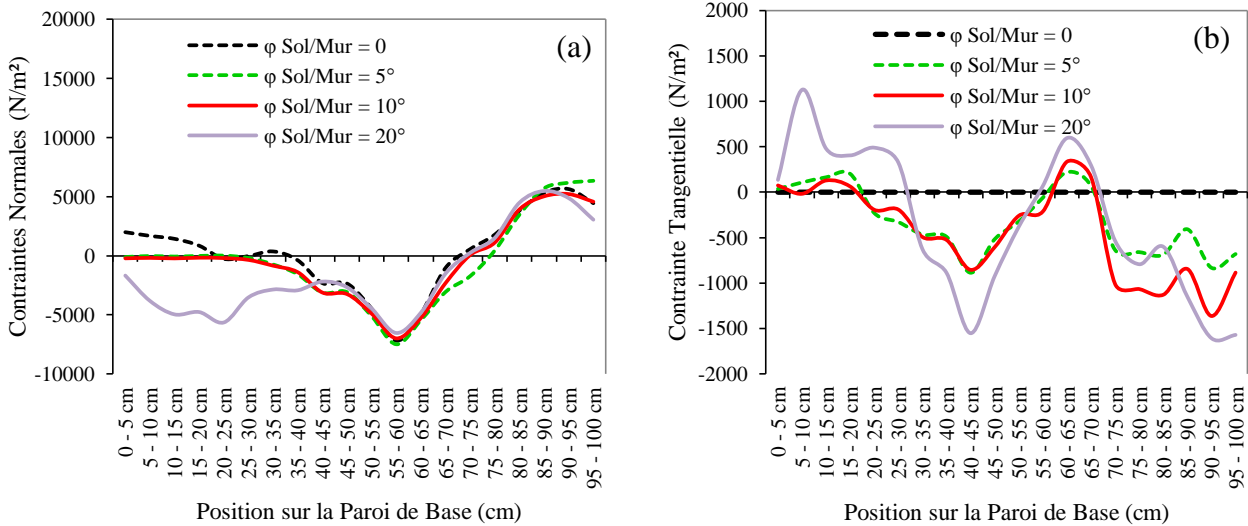 (a)
Contraintes Normales (N/m²)
20000
15000
10000
5000
0
-5000
-10000
φ Sol/Mur = 0
φ Sol/Mur = 5°
φ Sol/Mur = 10°
φ Sol/Mur = 20°
0 - 5 cm
5 - 10 cm
10 - 15 cm
15 - 20 cm
20 - 25 cm
25 - 30 cm
30 - 35 cm
35 - 40 cm
40 - 45 cm
45 - 50 cm
50 - 55 cm
55 - 60 cm
60 - 65 cm
65 - 70 cm
70 - 75 cm
75 - 80 cm
80 - 85 cm
85 - 90 cm
90 - 95 cm
95 - 100 cm
Position sur la Paroi de Base (cm)
(b)
Contrainte Tangentielle (N/m²)
2000
1500
1000
500
0
-500
-1000
-1500
-2000
φ Sol/Mur = 0
φ Sol/Mur = 5°
φ Sol/Mur = 10°
φ Sol/Mur = 20°
0 - 5 cm
5 - 10 cm
10 - 15 cm
15 - 20 cm
20 - 25 cm
25 - 30 cm
30 - 35 cm
35 - 40 cm
40 - 45 cm
45 - 50 cm
50 - 55 cm
55 - 60 cm
60 - 65 cm
65 - 70 cm
70 - 75 cm
75 - 80 cm
80 - 85 cm
85 - 90 cm
90 - 95 cm
95 - 100 cm
Position sur la Paroi de Base (cm)